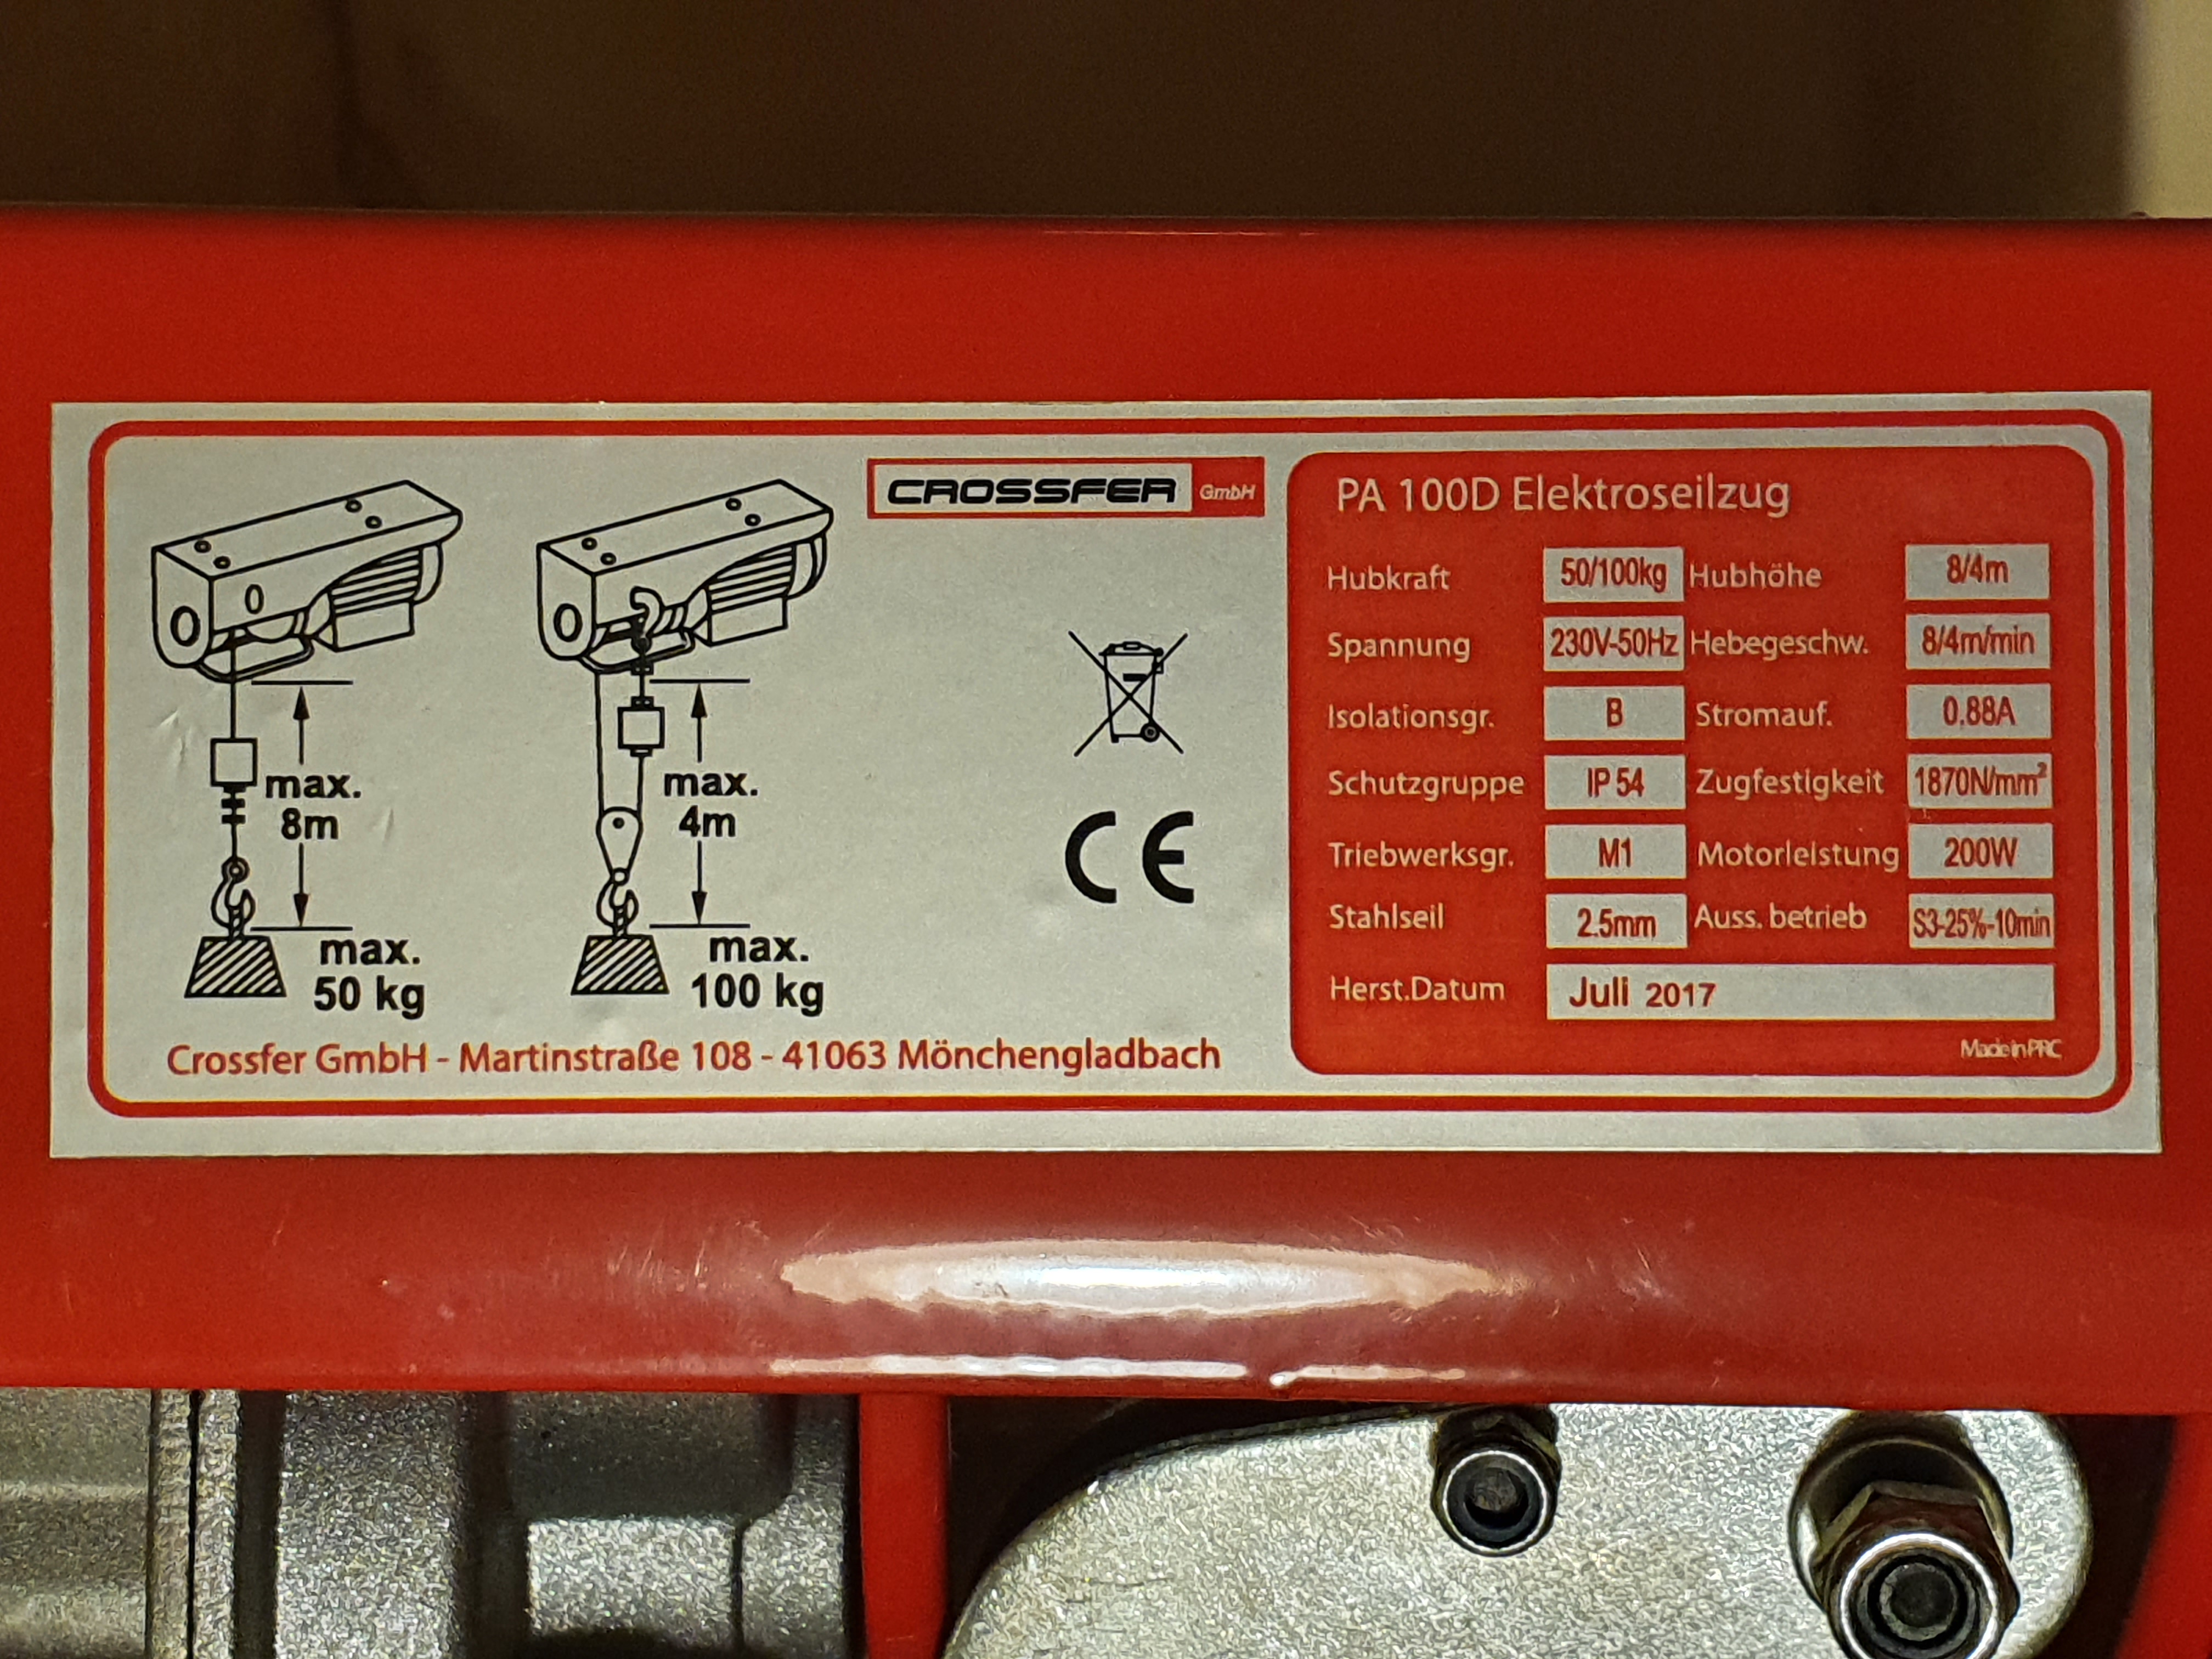 CROSSFER GmbH
max.
8m
max.
50 kg
max.
4m
max.
100 kg
CE
Crossfer GmbH - Martinstraße 108 - 41063 Mönchengladbach
PA 100D Elektroseilzug
Hubkraft 50/100kg Hubhöhe 8/4m
Spannung 230V-50Hz Hebegeschw. 8/4m/min
Isolationsgr. B Stromauf. 0.88A
Schutzgruppe IP 54 Zugfestigkeit 1870N/mm²
Triebwerksgr. M1 Motorleistung 200W
Stahlseil 2.5mm Auss. betrieb S3-25%-10min
Herst.Datum Juli 2017
Made in PRC